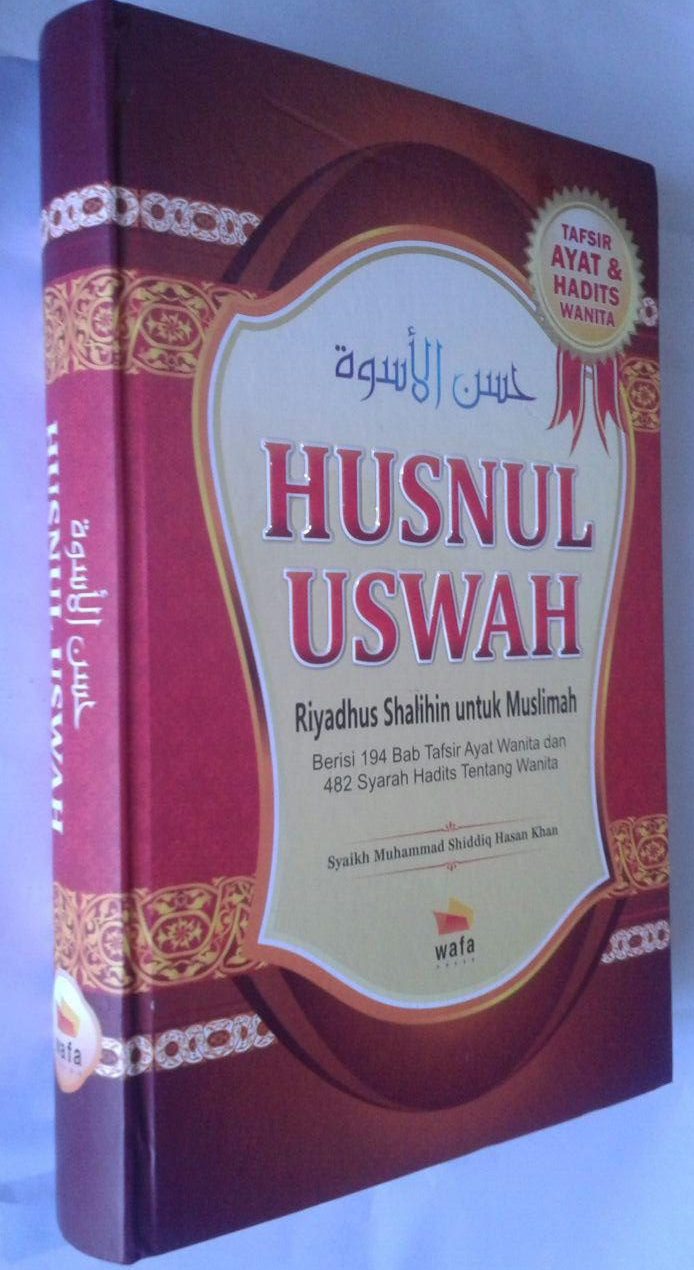 TAFSIR
AYAT &
HADITS
WANITA
حسن الأسوة
HUSNUL
USWAH
Riyadhus Shalihin untuk Muslimah
Berisi 194 Bab Tafsir Ayat Wanita dan
482 Syarah Hadits Tentang Wanita
Syaikh Muhammad Shiddiq Hasan Khan
wafa
PRESS
حسن الأسوة
HUSNUL USWAH
wafa